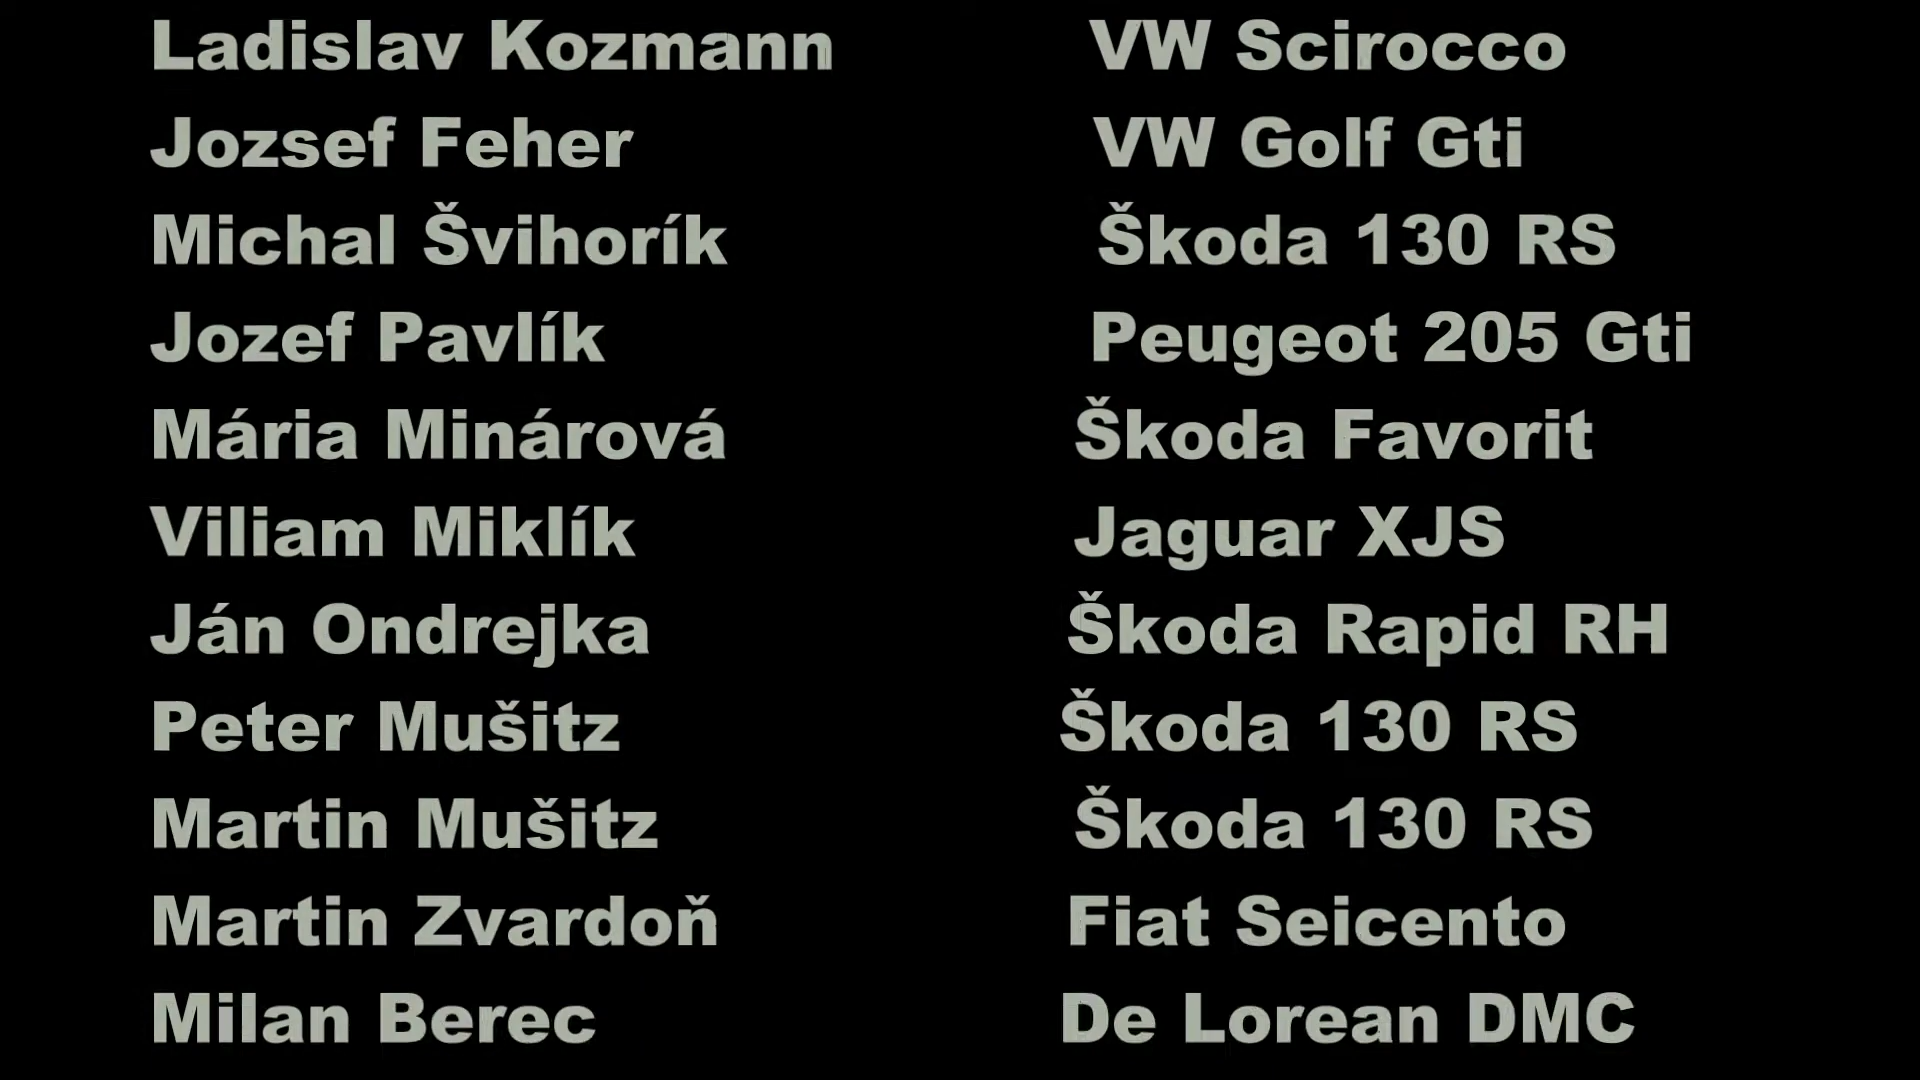 Ladislav Kozmann VW Scirocco
Jozsef Feher VW Golf Gti
Michal Švihorík Škoda 130 RS
Jozef Pavlík Peugeot 205 Gti
Mária Minárová Škoda Favorit
Viliam Miklík Jaguar XJS
Ján Ondrejka Škoda Rapid RH
Peter Mušitz Škoda 130 RS
Martin Mušitz Škoda 130 RS
Martin Zvardoň Fiat Seicento
Milan Berec De Lorean DMC